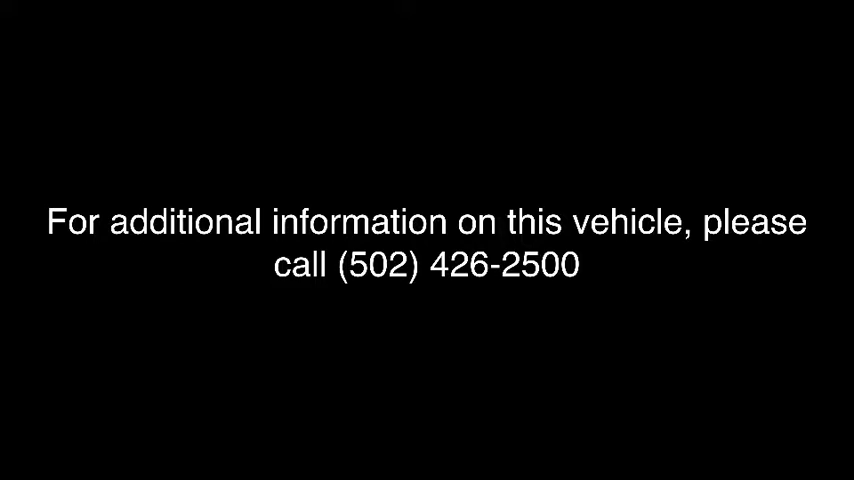 For additional information on this vehicle, please
call (502) 426-2500